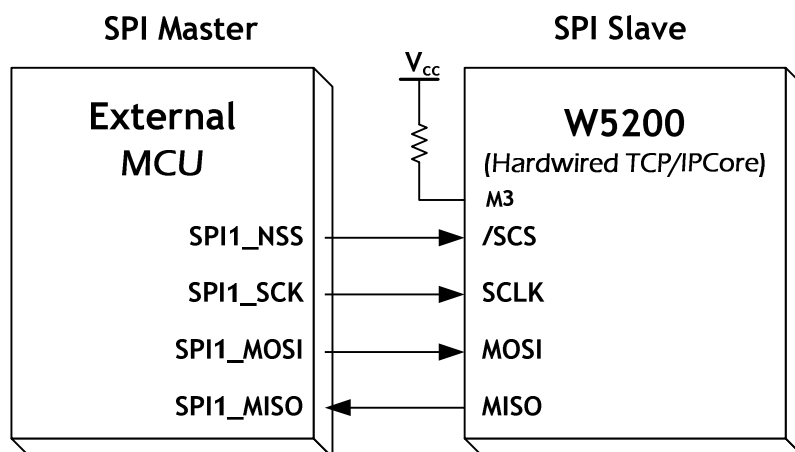 SPI Master
SPI Slave
Vcc
External
MCU
W5200
(Hardwired TCP/IPCore)
M3
SPI1_NSS
/SCS
SPI1_SCK
SCLK
SPI1_MOSI
MOSI
SPI1_MISO
MISO